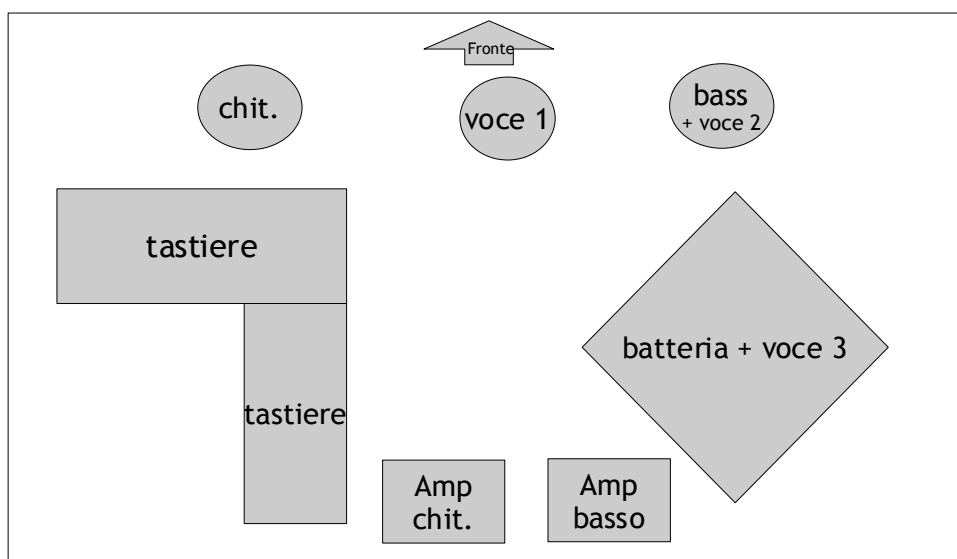 Fronte
chit.
voce 1
bass
+ voce 2
tastiere
batteria + voce 3
tastiere
Amp
chit.
Amp
basso